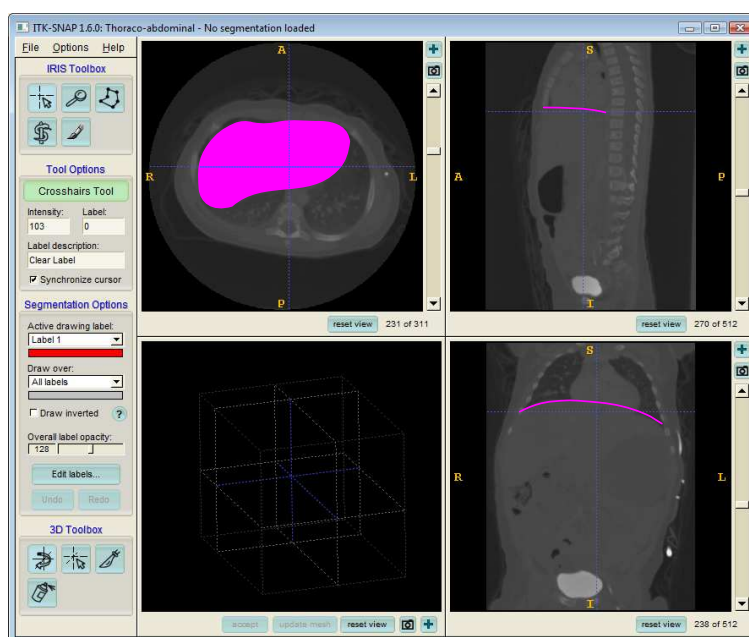 ITK-SNAP 1.6.0: Thoraco-abdominal - No segmentation loaded
File Options Help
IRIS Toolbox
Tool Options
Crosshairs Tool
Intensity: Label:
103 0
Label description:
Clear Label
Synchronize cursor
Segmentation Options
Active drawing label:
Label 1
Draw over:
All labels
Draw inverted ?
Overall label opacity:
128
Edit labels...
Undo Redo
3D Toolbox
A
R L
P
reset view 231 of 311
S
A P
I
reset view 270 of 512
accept update mesh reset view
S
R L
I
reset view 238 of 512